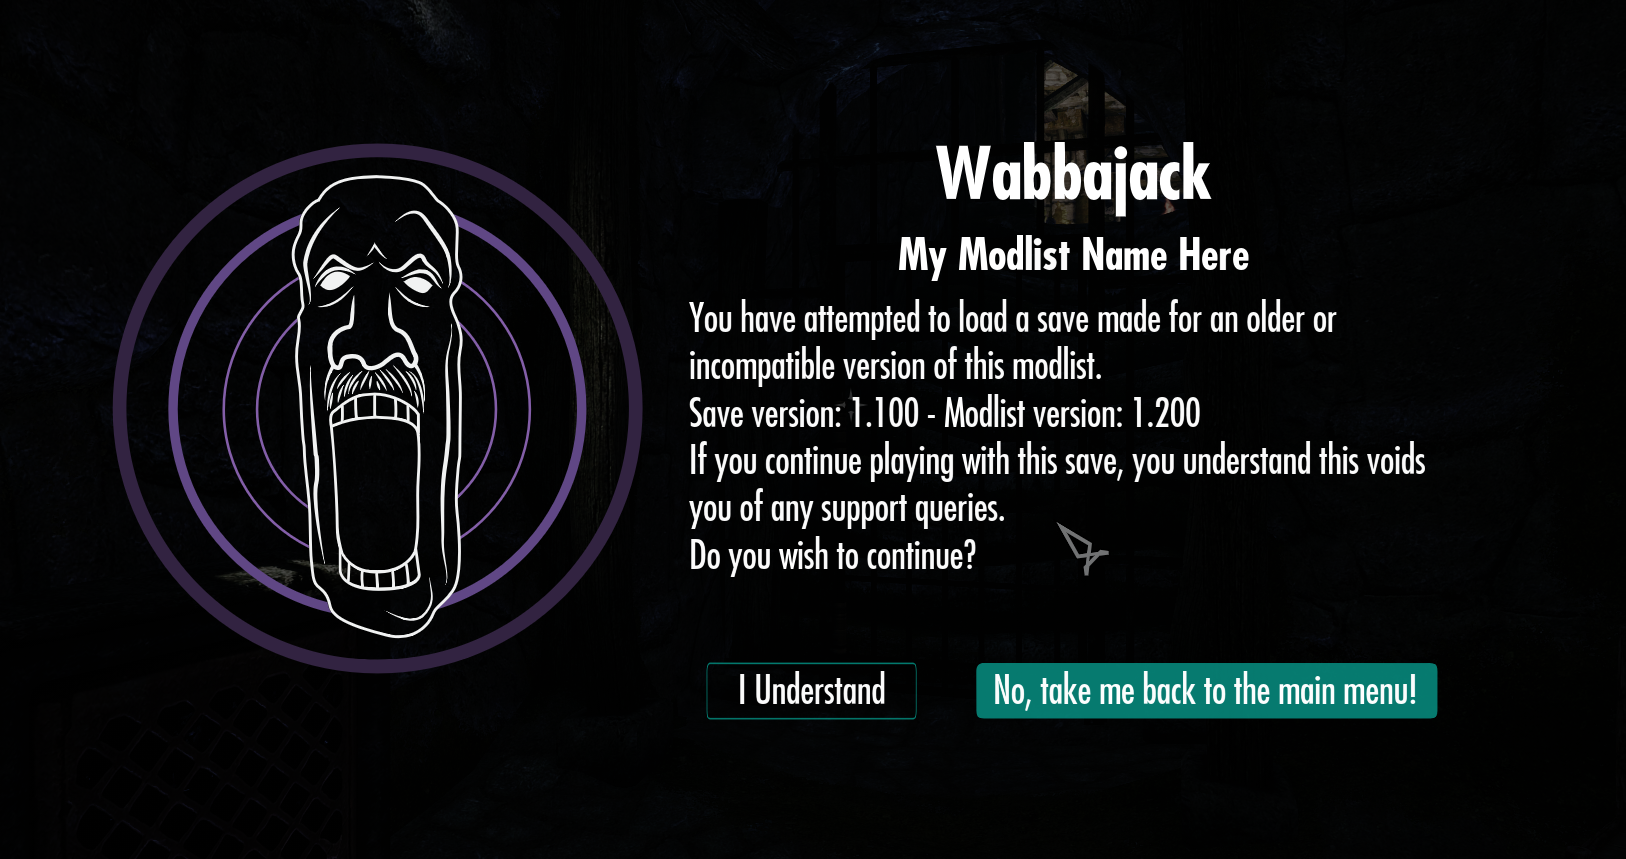 Wabbajack
My Modlist Name Here
You have attempted to load a save made for an older or
incompatible version of this modlist.
Save version: 1.100 - Modlist version: 1.200
If you continue playing with this save, you understand this voids
you of any support queries.
Do you wish to continue?
I Understand
No, take me back to the main menu!